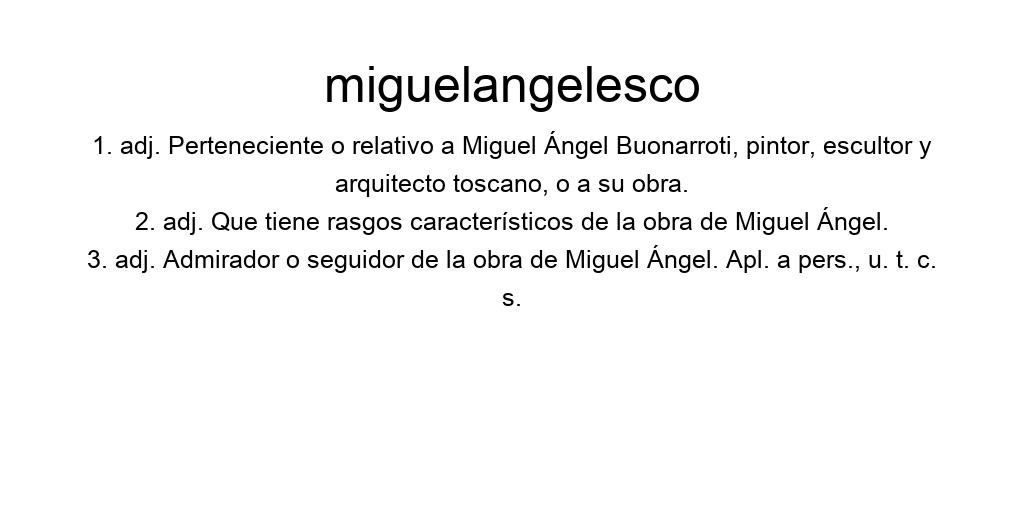 miguelangelesco
1. adj. Perteneciente o relativo a Miguel Ángel Buonarroti, pintor, escultor y
arquitecto toscano, o a su obra.
2. adj. Que tiene rasgos característicos de la obra de Miguel Ángel.
3. adj. Admirador o seguidor de la obra de Miguel Ángel. Apl. a pers., u. t. c.
s.